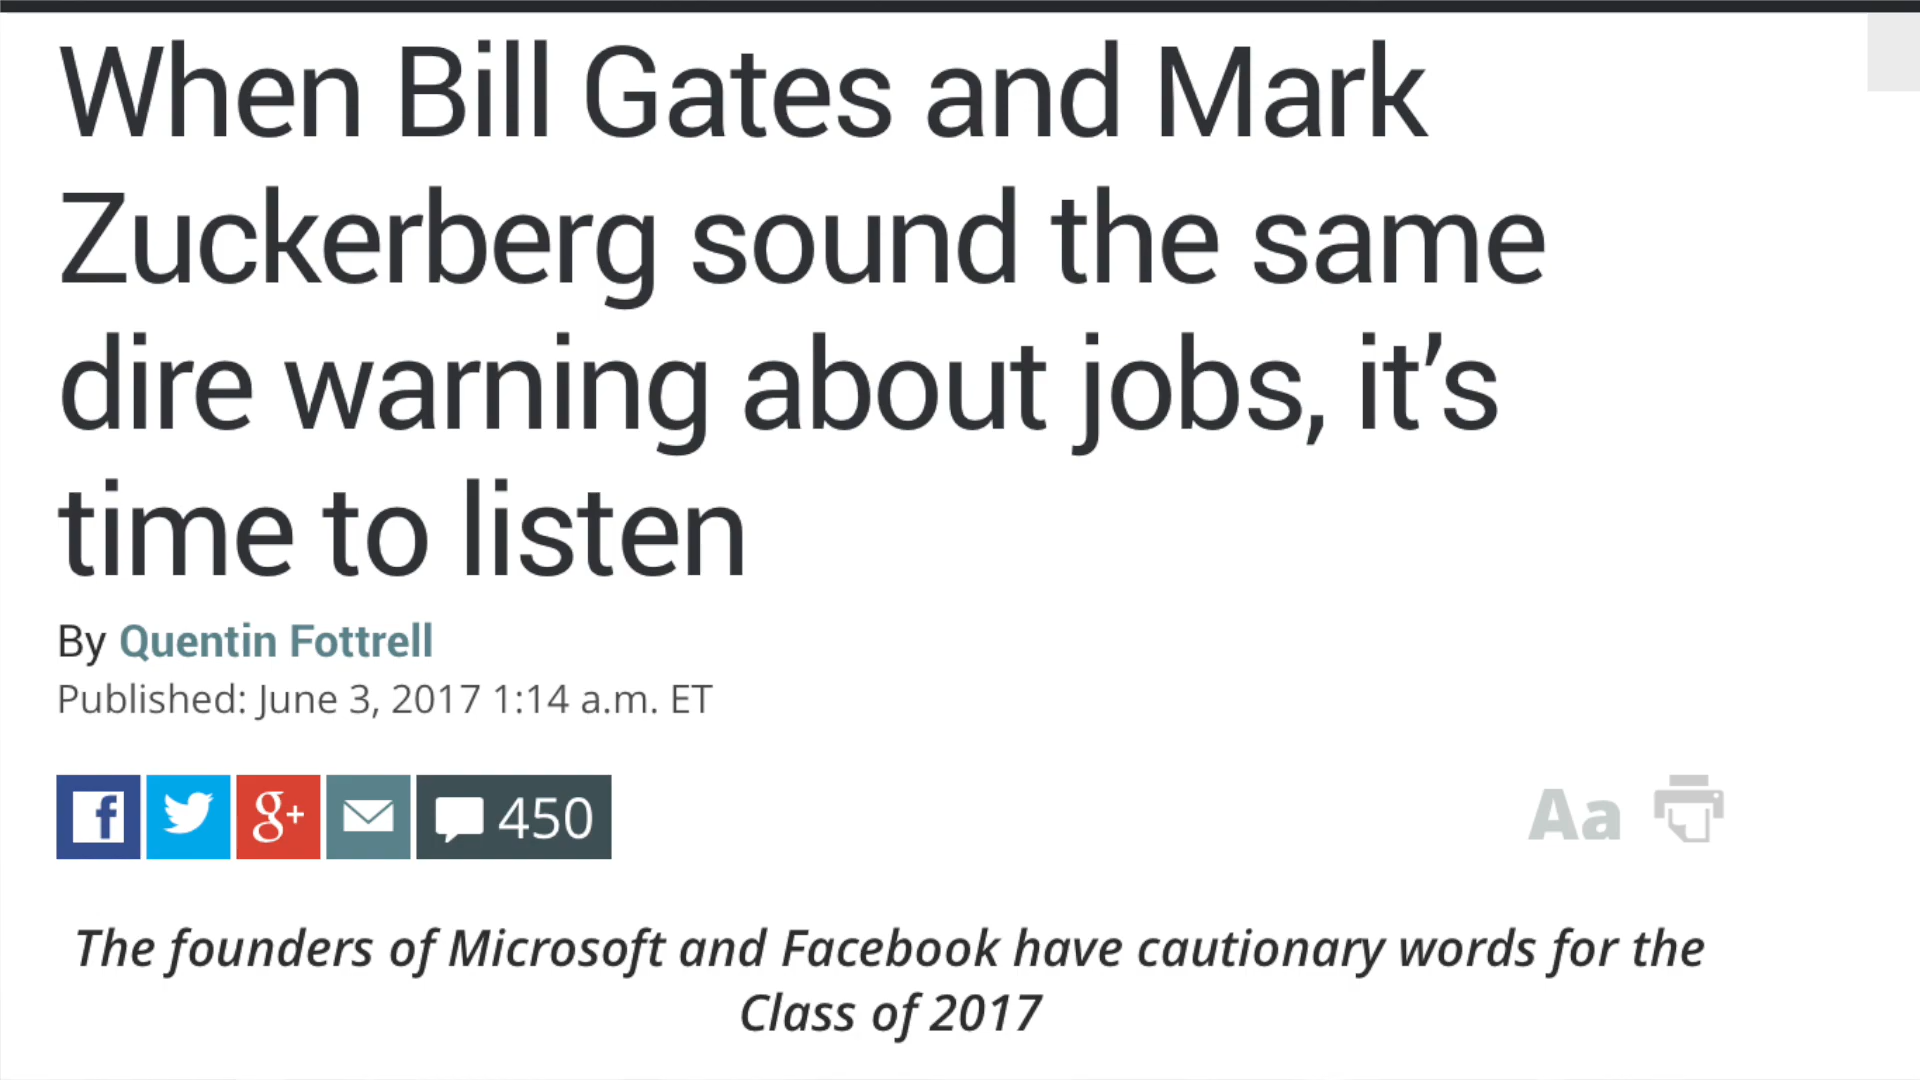 When Bill Gates and Mark
Zuckerberg sound the same
dire warning about jobs, it’s
time to listen
By Quentin Fottrell
Published: June 3, 2017 1:14 a.m. ET
f g+ 450 Aa
The founders of Microsoft and Facebook have cautionary words for the
Class of 2017